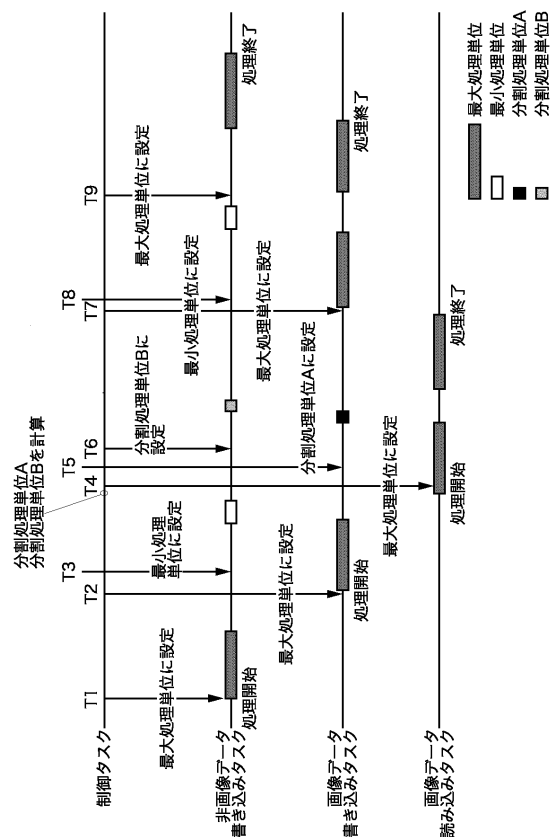 分割処理単位A
分割処理単位Bを計算
T1
T2
T3
T4
T5
T6
T7
T8
T9
制御タスク
最大処理単位に設定
最小処理
単位に設定
分割処理単位Bに
設定
最小処理単位に設定
最大処理単位に設定
非画像データ
書き込みタスク
処理開始
処理終了
最大処理単位に設定
分割処理単位Aに設定
最大処理単位に設定
画像データ
書き込みタスク
処理開始
処理終了
最大処理単位に設定
画像データ
読み込みタスク
処理開始
処理終了
最大処理単位
最小処理単位
分割処理単位A
分割処理単位B